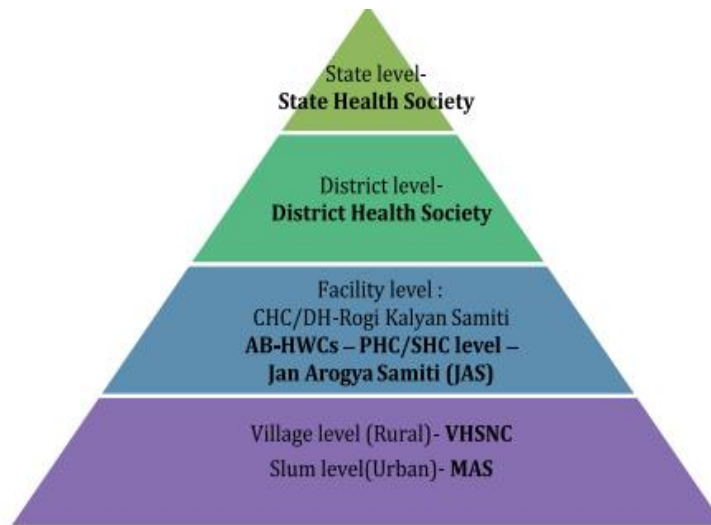 State level-
State Health Society
District level-
District Health Society
Facility level :
CHC/DH-Rogi Kalyan Samiti
AB-HWCs – PHC/SHC level –
Jan Arogya Samiti (JAS)
Village level (Rural)- VHSNC
Slum level(Urban)- MAS